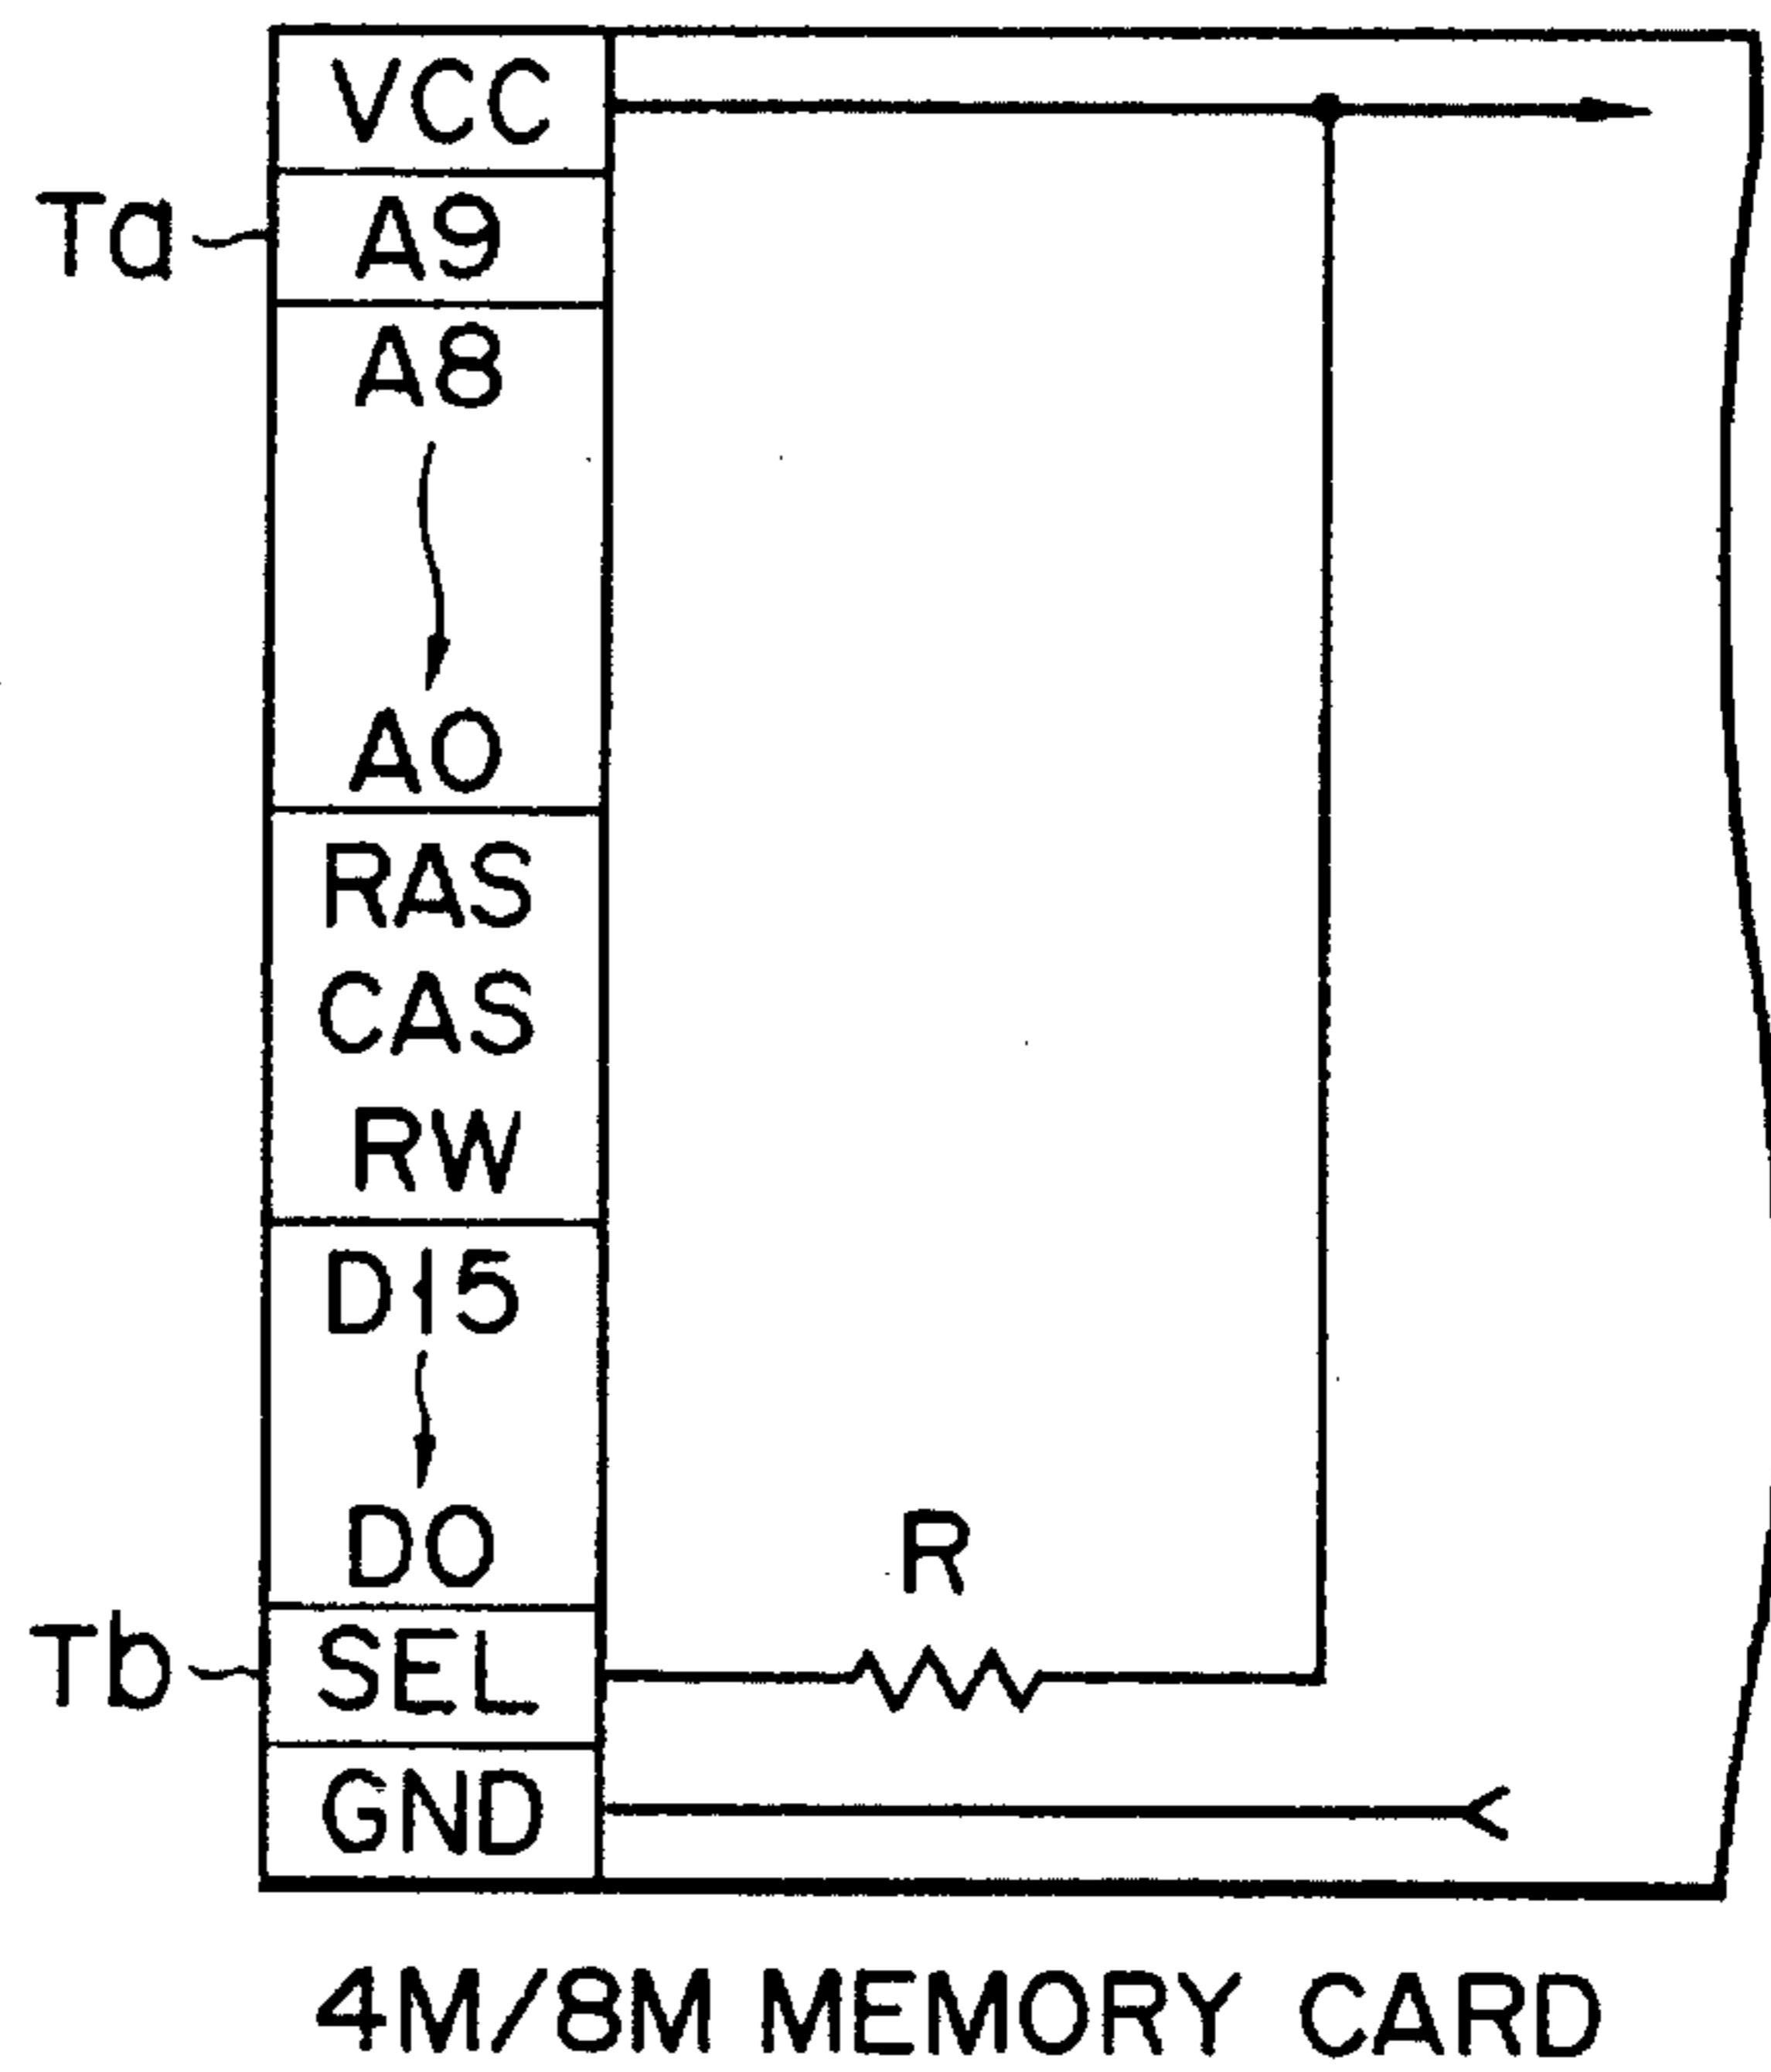 VCC
Ta
A9
A8
A0
RAS
CAS
RW
D15
D0
R
Tb
SEL
GND
4M/8M MEMORY CARD